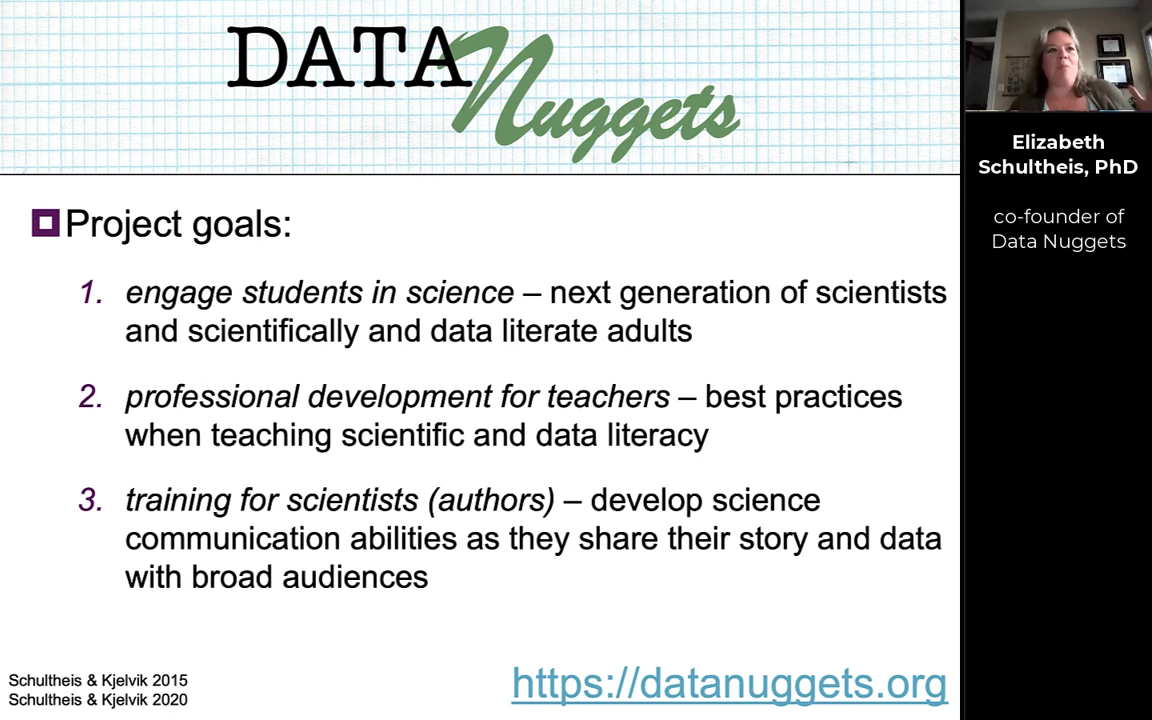 DATA Nuggets
Project goals:
1. engage students in science – next generation of scientists
and scientifically and data literate adults
2. professional development for teachers – best practices
when teaching scientific and data literacy
3. training for scientists (authors) – develop science
communication abilities as they share their story and data
with broad audiences
Schultheis & Kjelvik 2015
Schultheis & Kjelvik 2020
https://datanuggets.org
Elizabeth
Schultheis, PhD
co-founder of
Data Nuggets